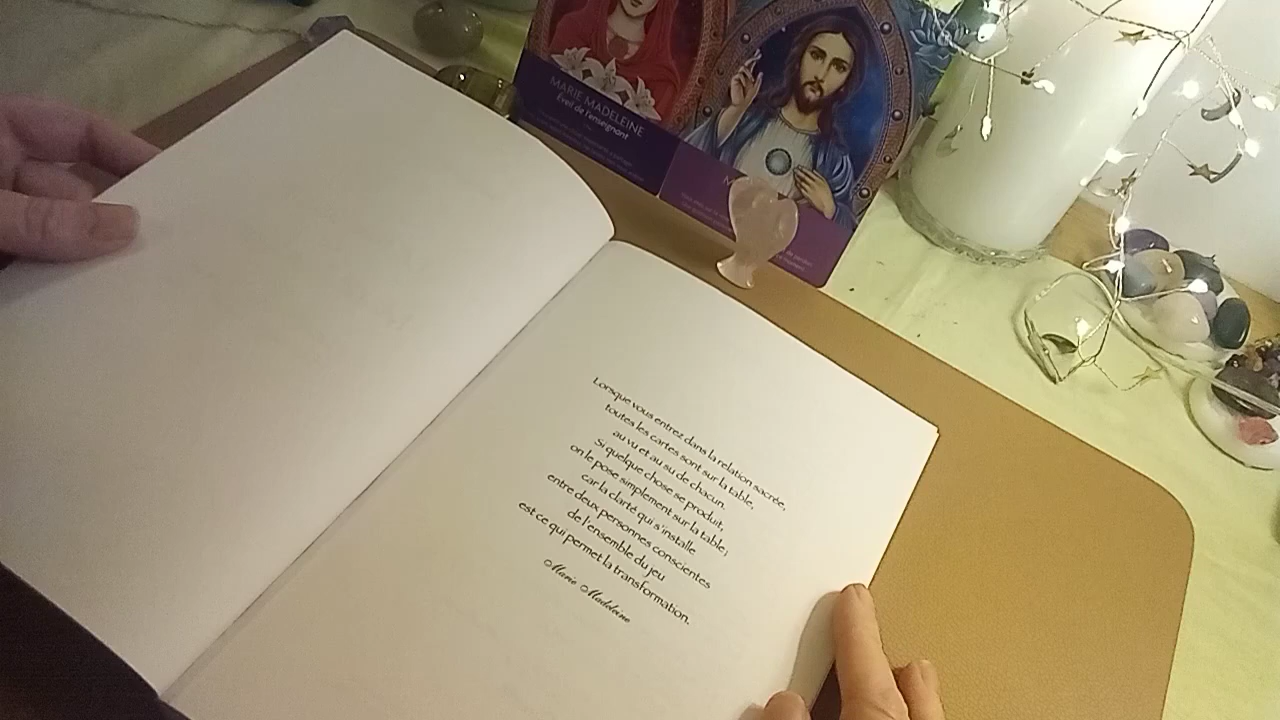 MARIE MADELEINE
Éveil de l'enseignant
Lorsque vous entrez dans la relation sacrée,
toutes les cartes sont sur la table,
au vu et au su de chacun.
Si quelque chose se produit,
on le pose simplement sur la table;
car la clarté qui s'installe
entre deux personnes conscientes
de l'ensemble du jeu
est ce qui permet la transformation.
Marie Madeleine